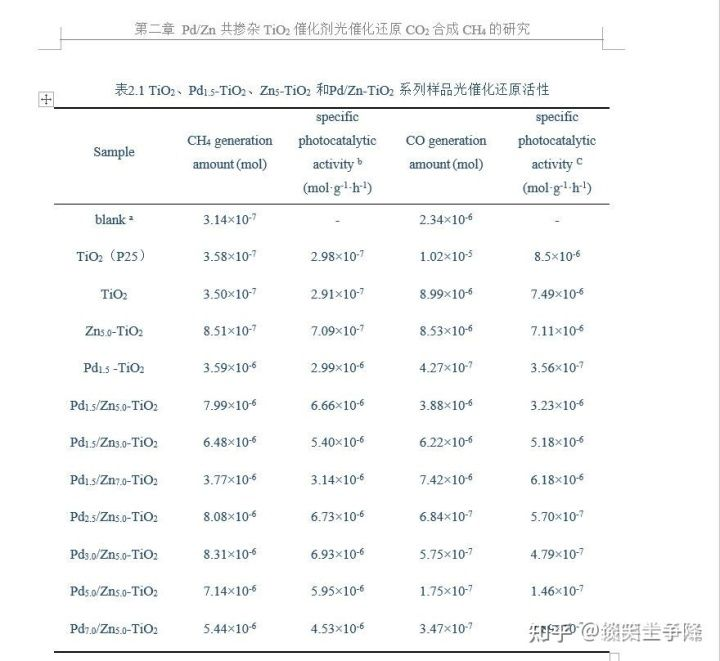 第二章 Pd/Zn 共掺杂 TiO2 催化剂光催化还原 CO2 合成 CH4 的研究
表2.1 TiO2、Pd1.5-TiO2、Zn5-TiO2 和Pd/Zn-TiO2 系列样品光催化还原活性
Sample CH4 generation amount (mol) specific photocatalytic activity b (mol·g-1·h-1) CO generation amount (mol) specific photocatalytic activity C (mol·g-1·h-1)
blank a 3.14×10-7 - 2.34×10-6 -
TiO2（P25） 3.58×10-7 2.98×10-7 1.02×10-5 8.5×10-6
TiO2 3.50×10-7 2.91×10-7 8.99×10-6 7.49×10-6
Zn5.0-TiO2 8.51×10-7 7.09×10-7 8.53×10-6 7.11×10-6
Pd1.5 -TiO2 3.59×10-6 2.99×10-6 4.27×10-7 3.56×10-7
Pd1.5/Zn5.0-TiO2 7.99×10-6 6.66×10-6 3.88×10-6 3.23×10-6
Pd1.5/Zn3.0-TiO2 6.48×10-6 5.40×10-6 6.22×10-6 5.18×10-6
Pd1.5/Zn7.0-TiO2 3.77×10-6 3.14×10-6 7.42×10-6 6.18×10-6
Pd2.5/Zn5.0-TiO2 8.08×10-6 6.73×10-6 6.84×10-7 5.70×10-7
Pd3.0/Zn5.0-TiO2 8.31×10-6 6.93×10-6 5.75×10-7 4.79×10-7
Pd5.0/Zn5.0-TiO2 7.14×10-6 5.95×10-6 1.75×10-7 1.46×10-7
Pd7.0/Zn5.0-TiO2 5.44×10-6 4.53×10-6 3.47×10-7
知乎